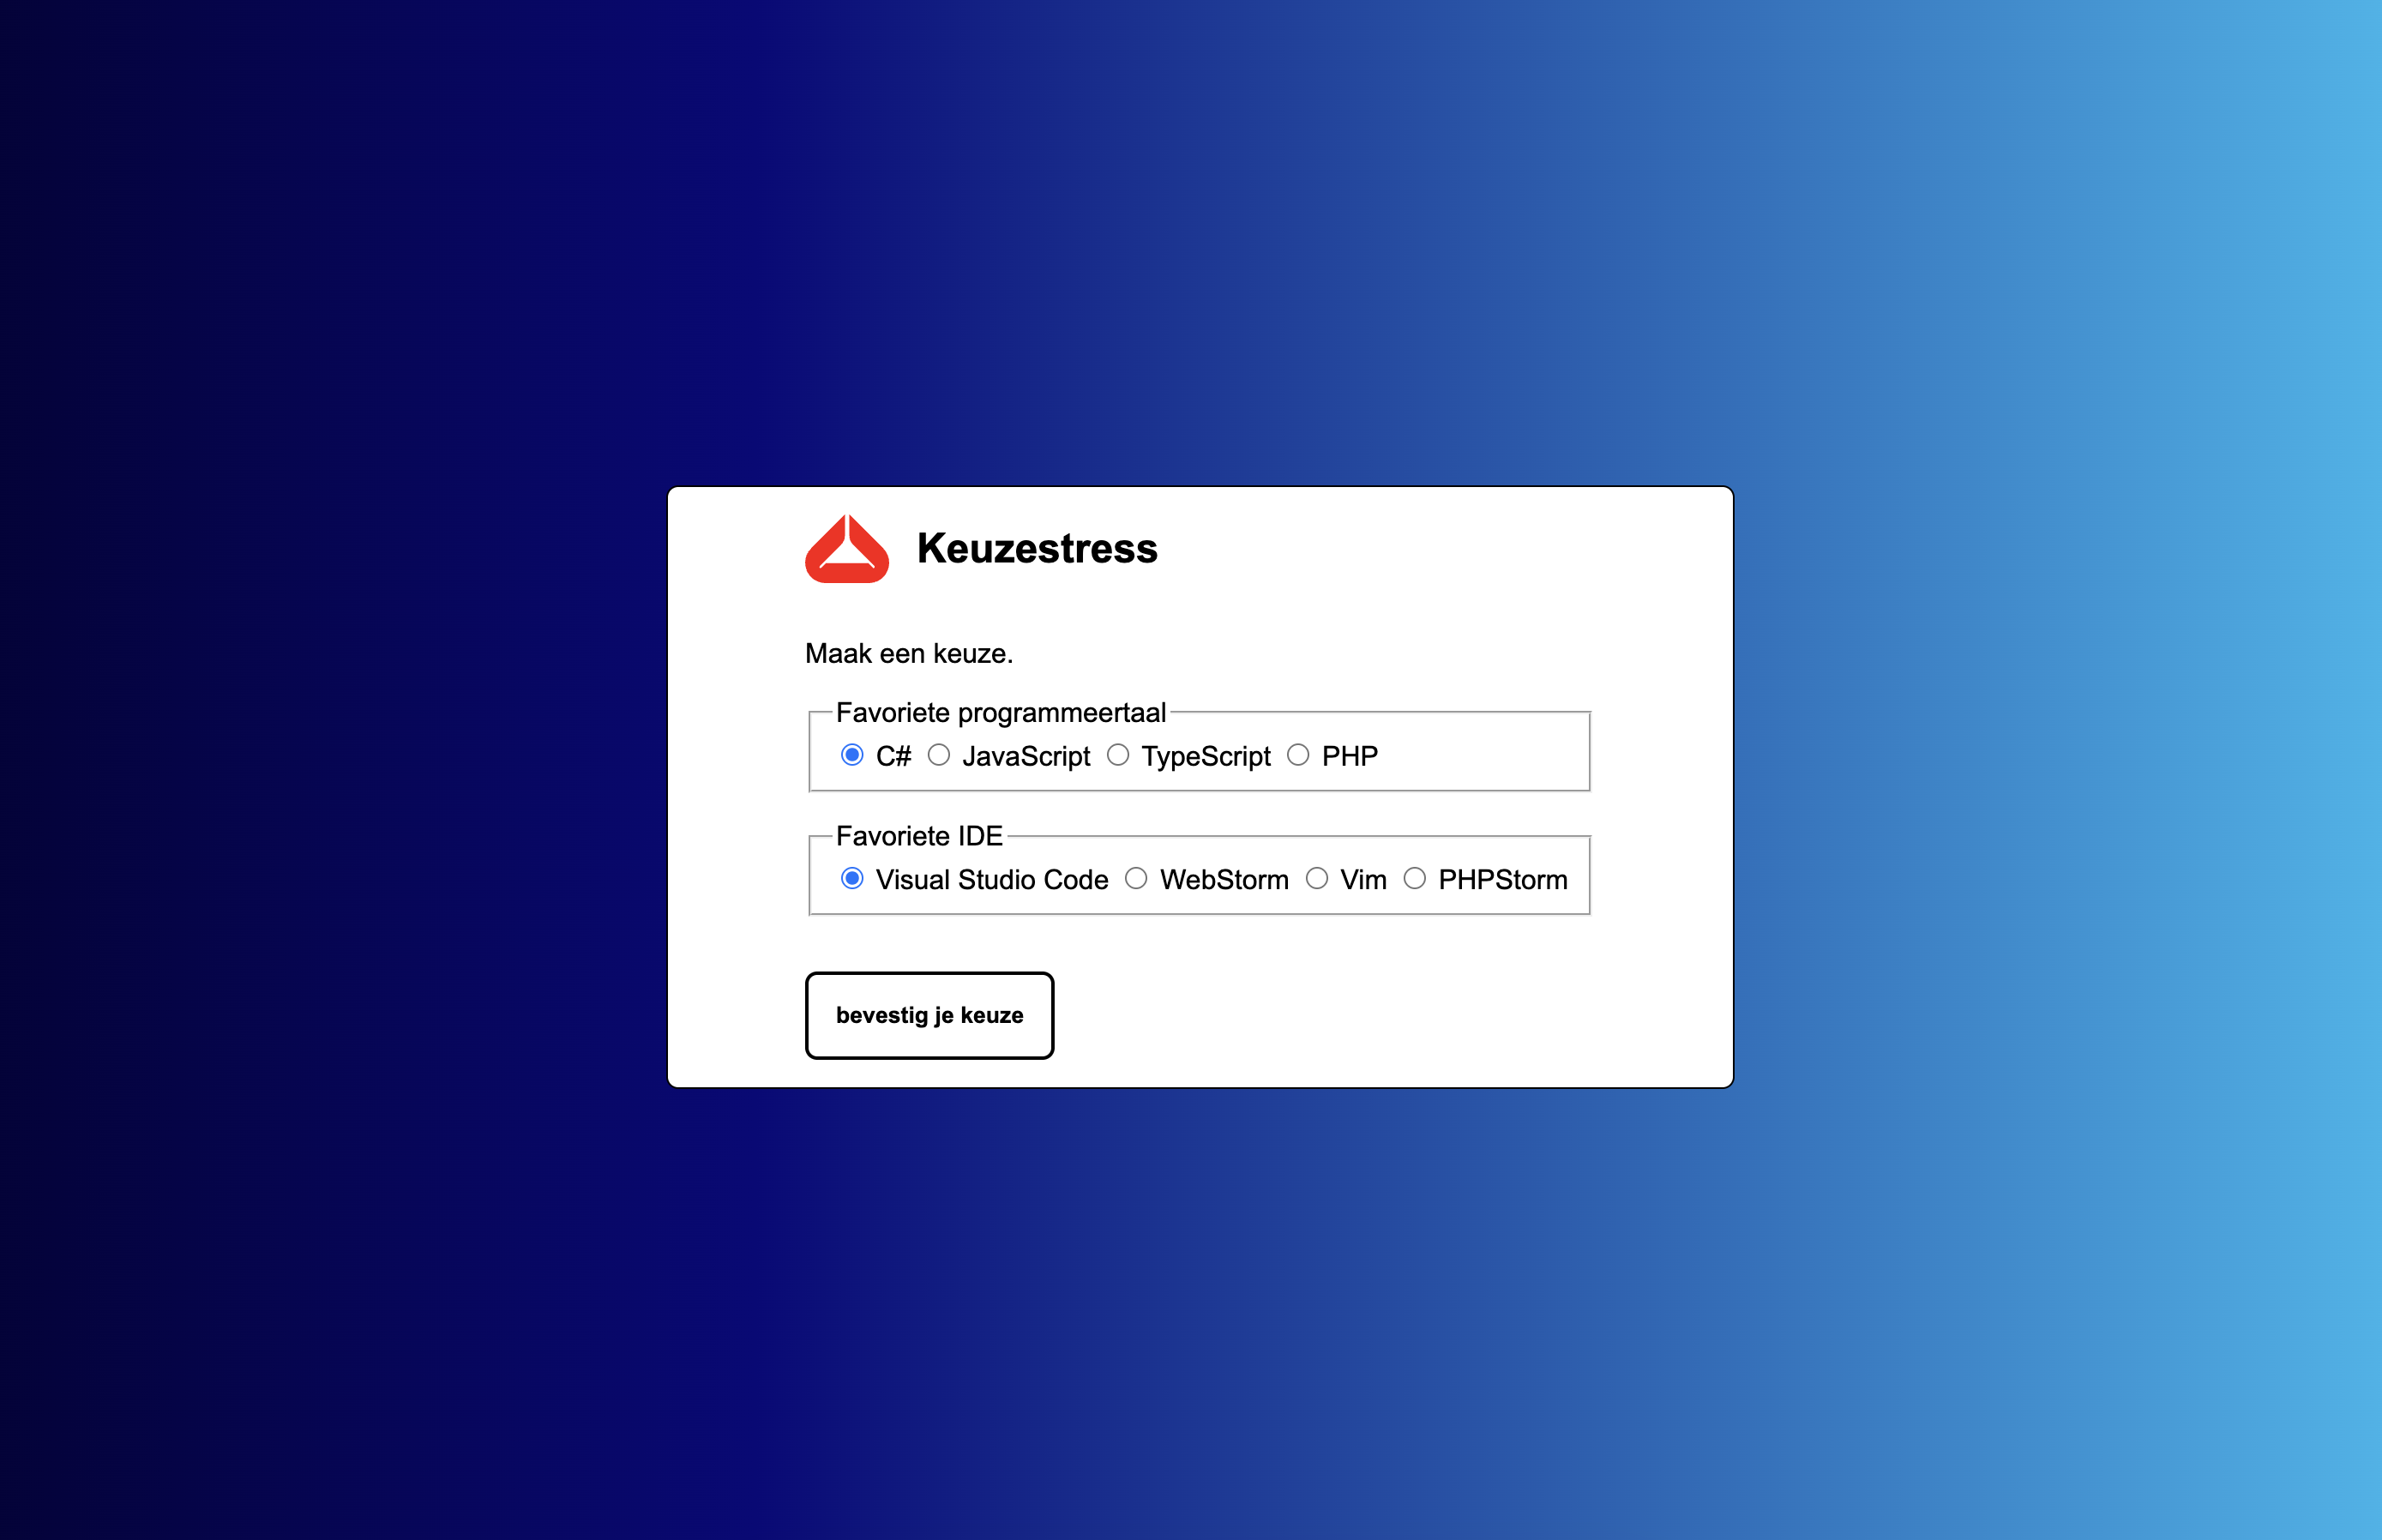 Keuzestress
Maak een keuze.
Favoriete programmeertaal
C# JavaScript TypeScript PHP
Favoriete IDE
Visual Studio Code WebStorm Vim PHPStorm
bevestig je keuze